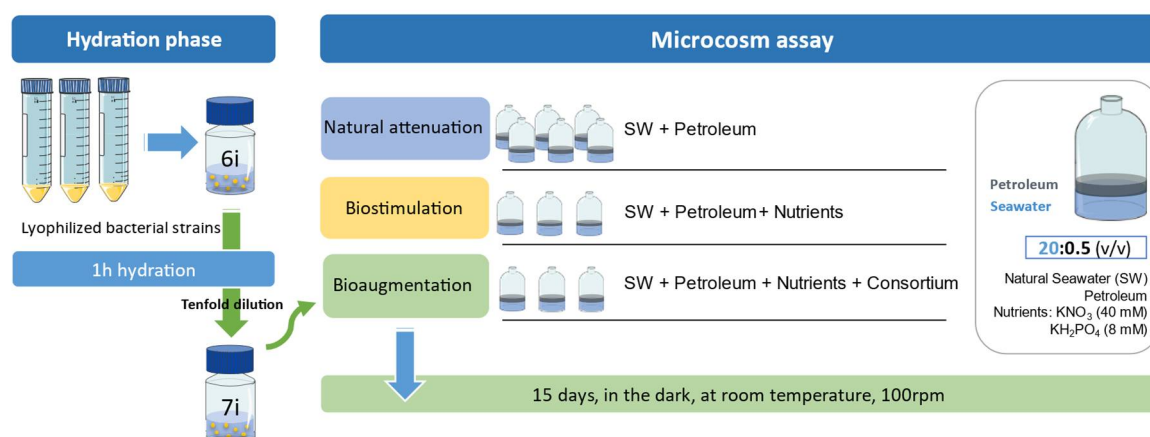 Hydration phase
Microcosm assay
6i
Lyophilized bacterial strains
1h hydration
Tenfold dilution
7i
Natural attenuation
SW + Petroleum
Biostimulation
SW + Petroleum+ Nutrients
Bioaugmentation
SW + Petroleum + Nutrients + Consortium
15 days, in the dark, at room temperature, 100rpm
Petroleum
Seawater
20:0.5 (v/v)
Natural Seawater (SW)
Petroleum
Nutrients: KNO₃ (40 mM)
KH₂PO₄ (8 mM)